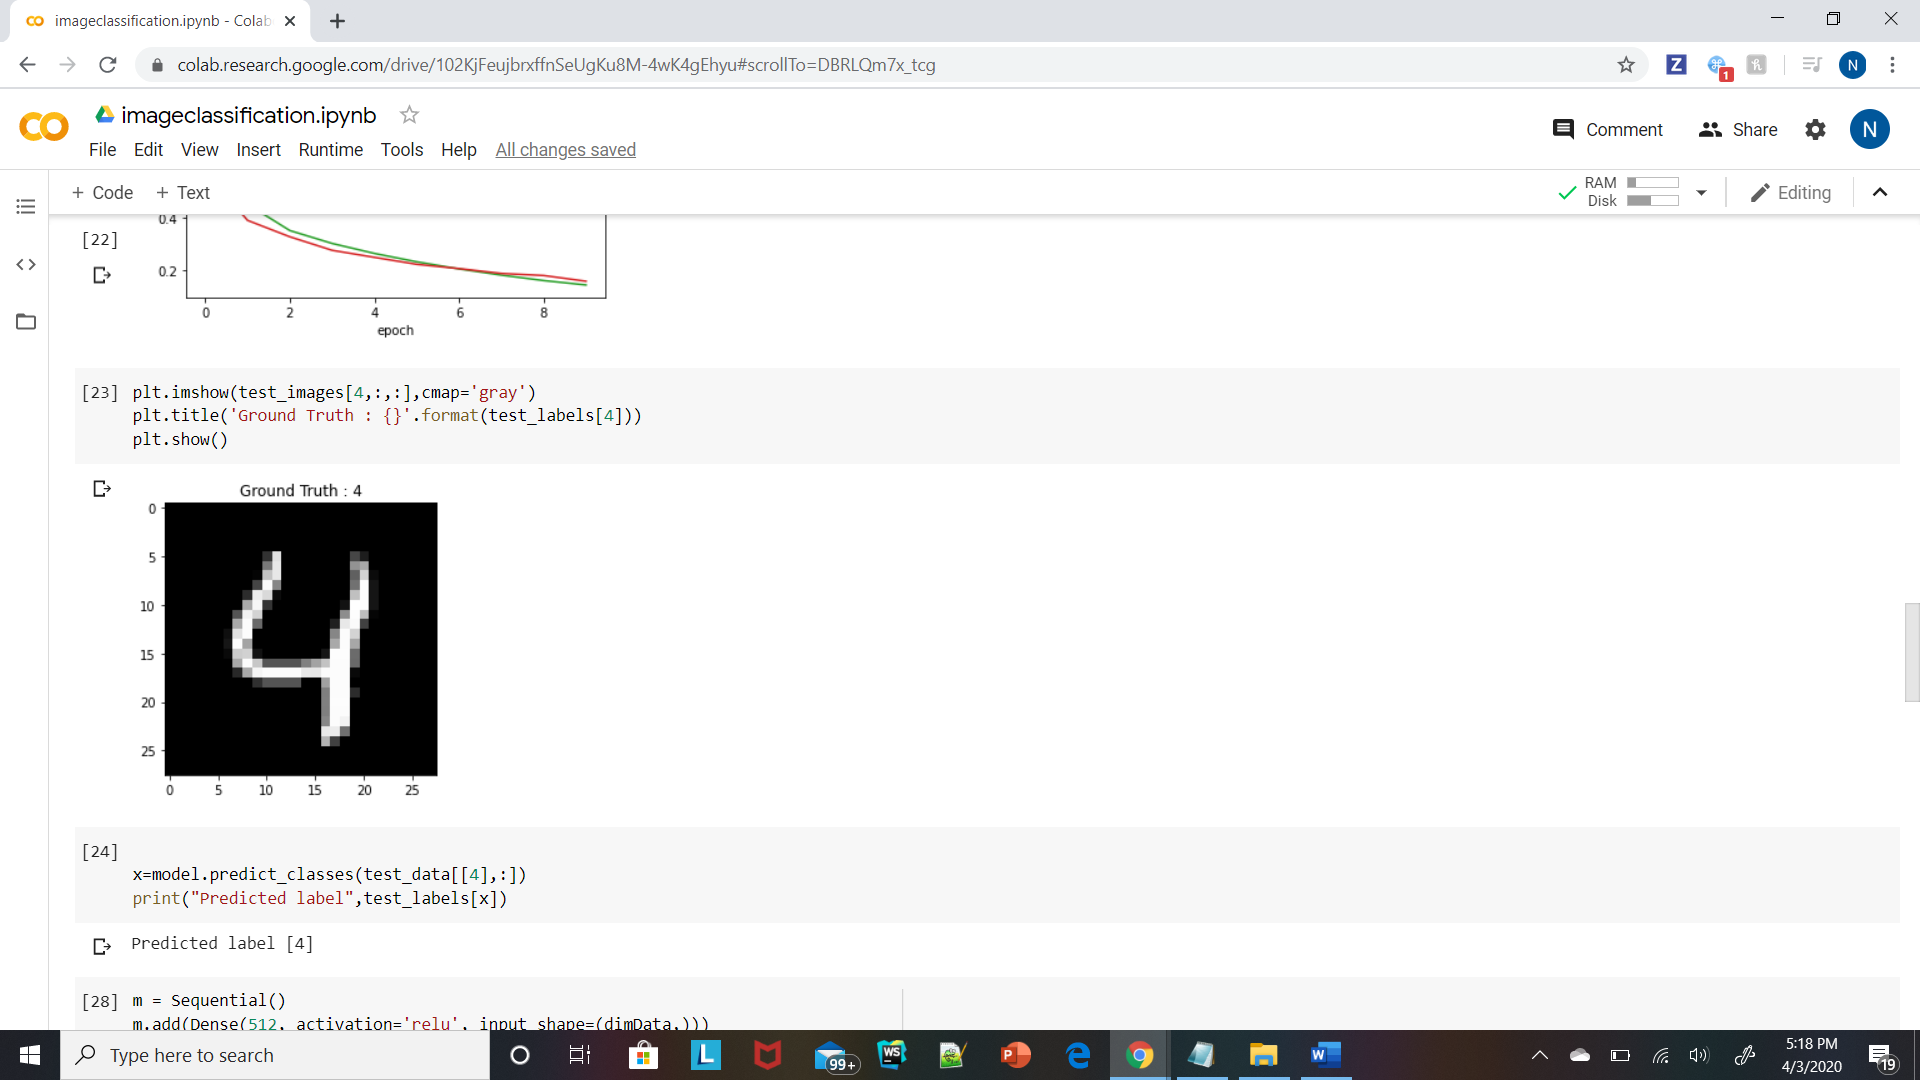 imageclassification.ipynb - Colab
colab.research.google.com/drive/102KjFeujbrxffnSeUgKu8M-4wK4gEhyu#scrollTo=DBRLQm7x_tcg
Z
1
N
imageclassification.ipynb
Comment
Share
N
File Edit View Insert Runtime Tools Help All changes saved
+ Code + Text
RAM
Disk
Editing
0.4
[22]
0.2
0 2 4 6 8
epoch
[23] plt.imshow(test_images[4,:,:],cmap='gray')
plt.title('Ground Truth : {}'.format(test_labels[4]))
plt.show()
Ground Truth : 4
0
5
10
15
20
25
0 5 10 15 20 25
[24]
x=model.predict_classes(test_data[[4],:])
print("Predicted label",test_labels[x])
Predicted label [4]
[28] m = Sequential()
m.add(Dense(512, activation='relu', input_shape=(dimData,)))
Type here to search
L
99+
WS
P
W
5:18 PM
4/3/2020
19